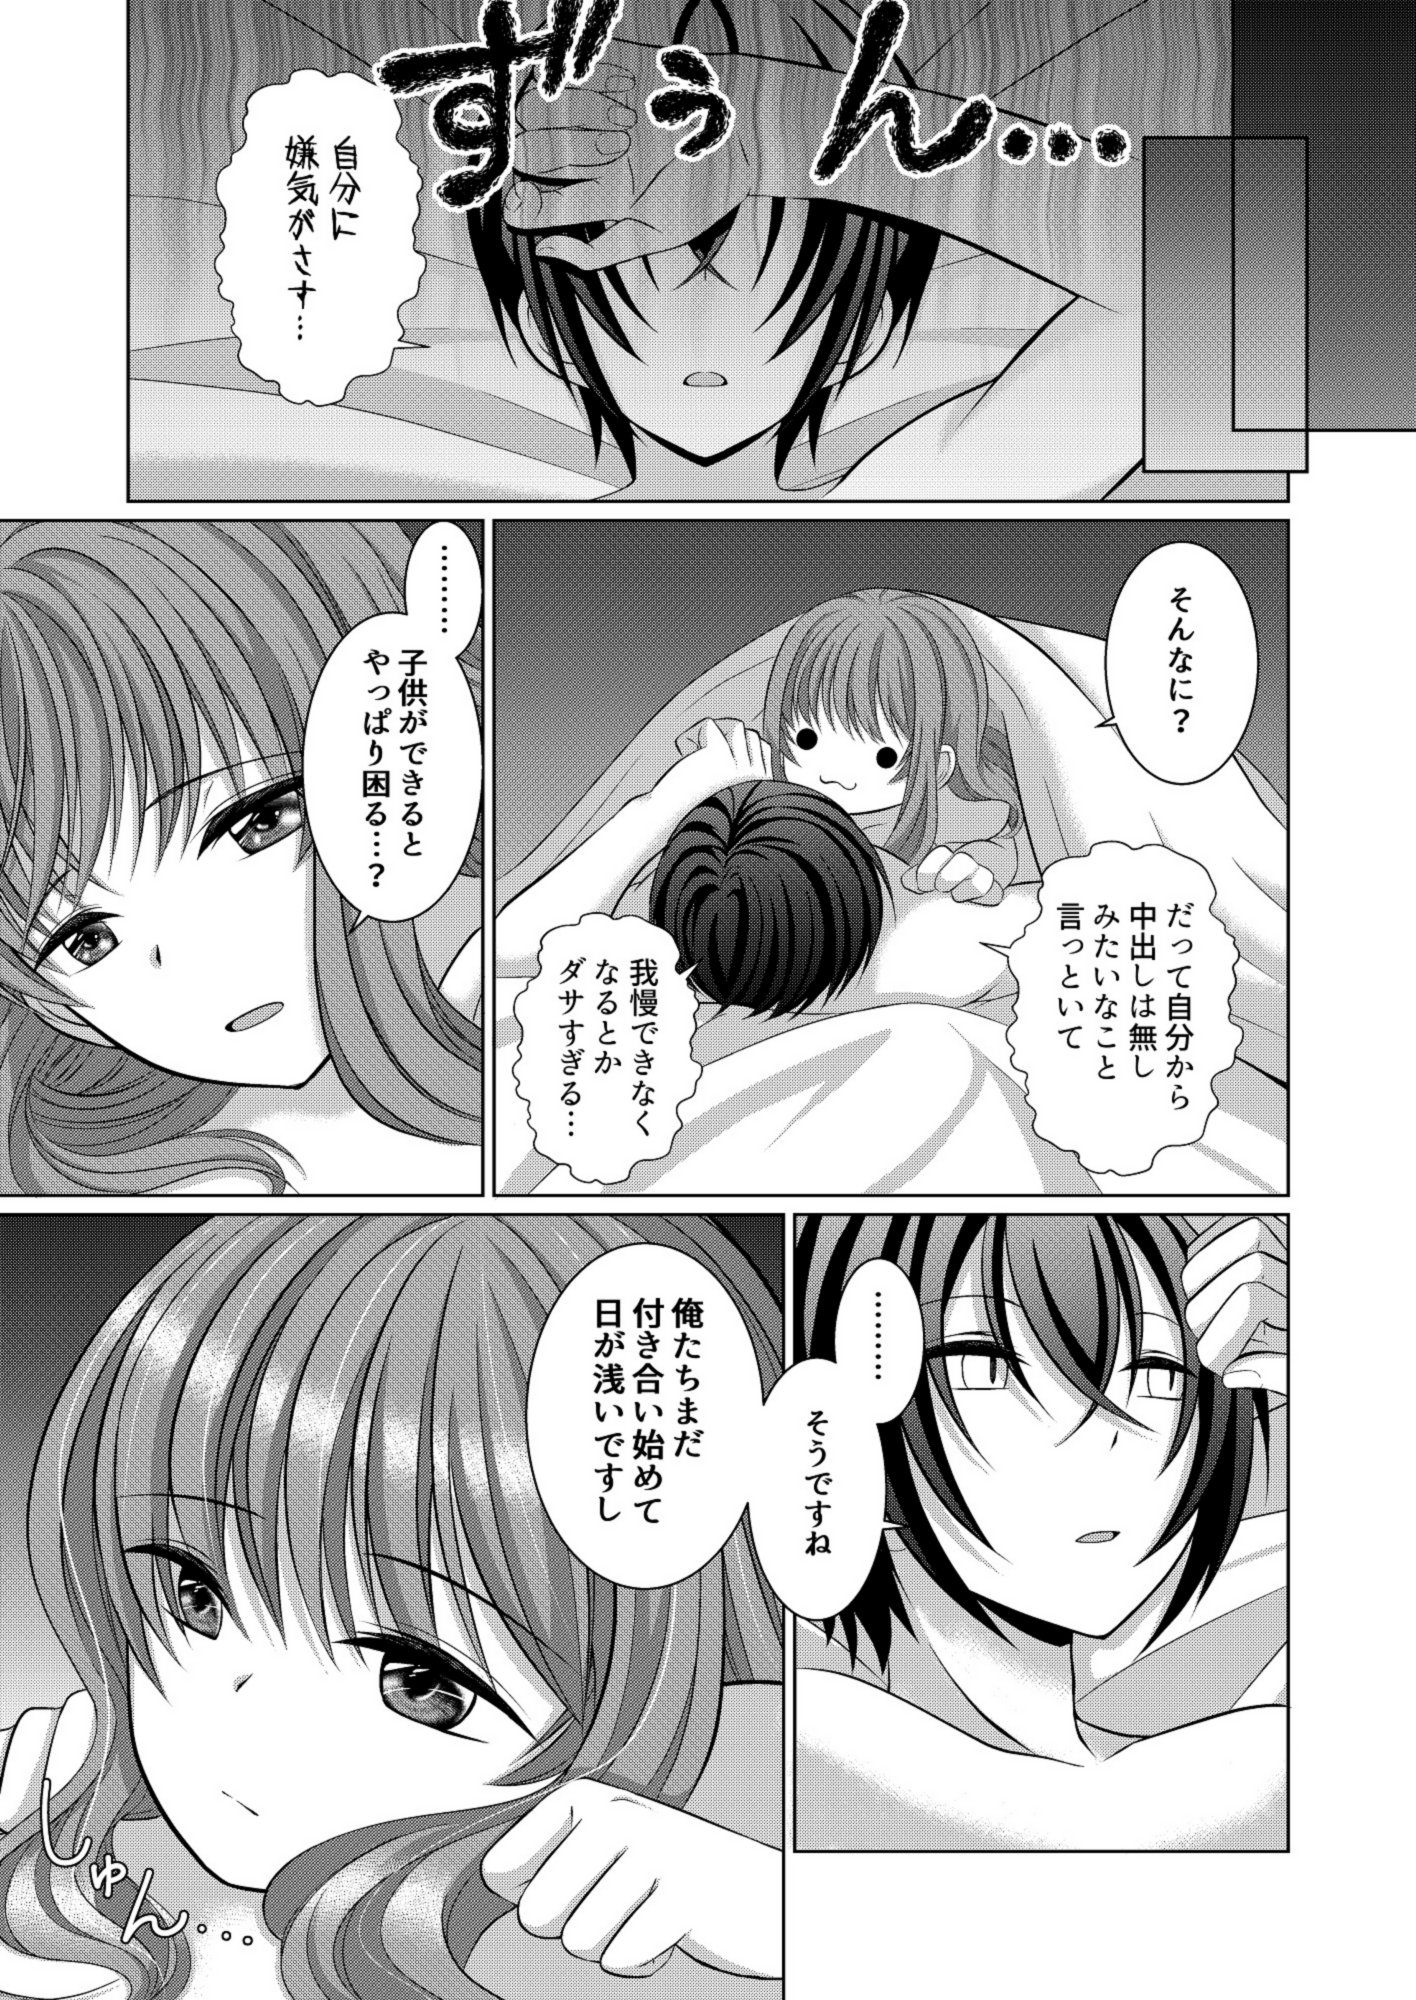 ずぅん…
自分に
嫌気がさす…
そんなに？
だって自分から
中出しは無し
みたいなこと
言っといて
我慢できなく
なるとか
ダサすぎる…
………
子供ができると
やっぱり困る…？
………
そうですね
俺たちまだ
付き合い始めて
日が浅いですし
しゅん…